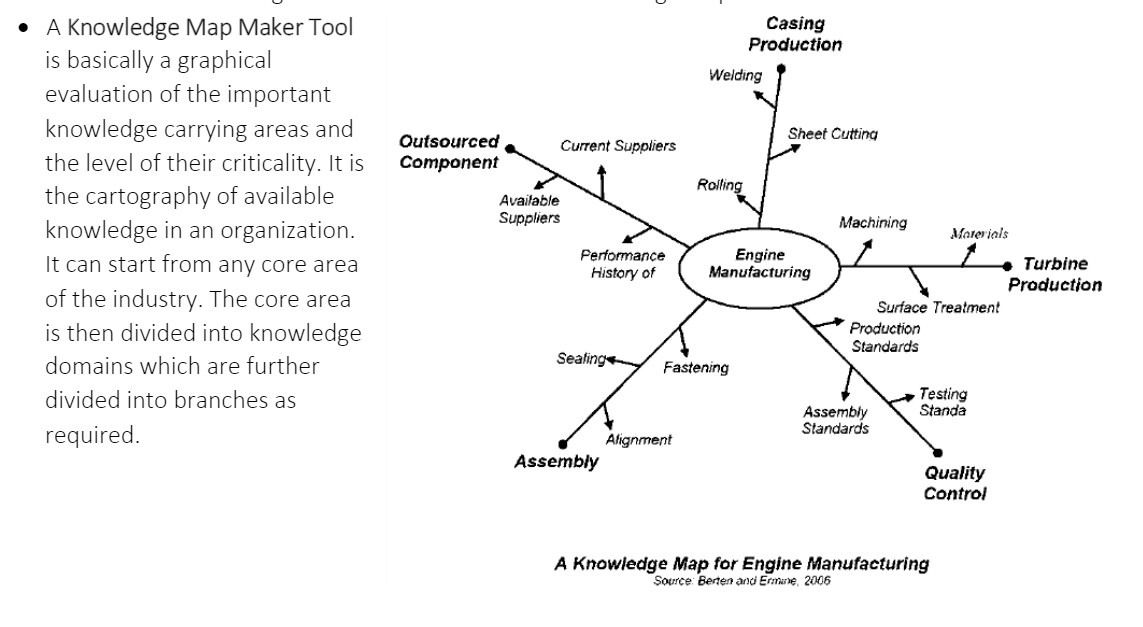 • A Knowledge Map Maker Tool
is basically a graphical
evaluation of the important
knowledge carrying areas and
the level of their criticality. It is
the cartography of available
knowledge in an organization.
It can start from any core area
of the industry. The core area
is then divided into knowledge
domains which are further
divided into branches as
required.
Casing
Production
Welding
Sheet Cutting
Rolling
Outsourced
Component
Current Suppliers
Available
Suppliers
Performance
History of
Engine
Manufacturing
Machining
Materials
Surface Treatment
Turbine
Production
Production
Standards
Assembly
Standards
Testing
Standa
Quality
Control
Sealing
Fastening
Alignment
Assembly
A Knowledge Map for Engine Manufacturing
Source: Berten and Ermine, 2006